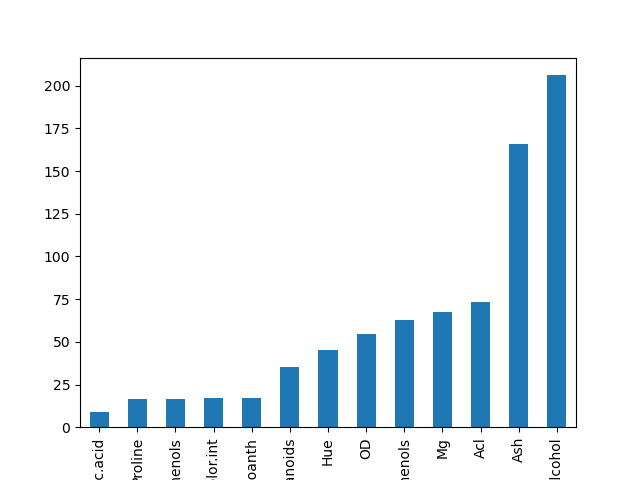 200
175
150
125
100
75
50
25
0
c.acid
Proline
henols
lor.int
oanth
anoids
Hue
OD
henols
Mg
Acl
Ash
lcohol